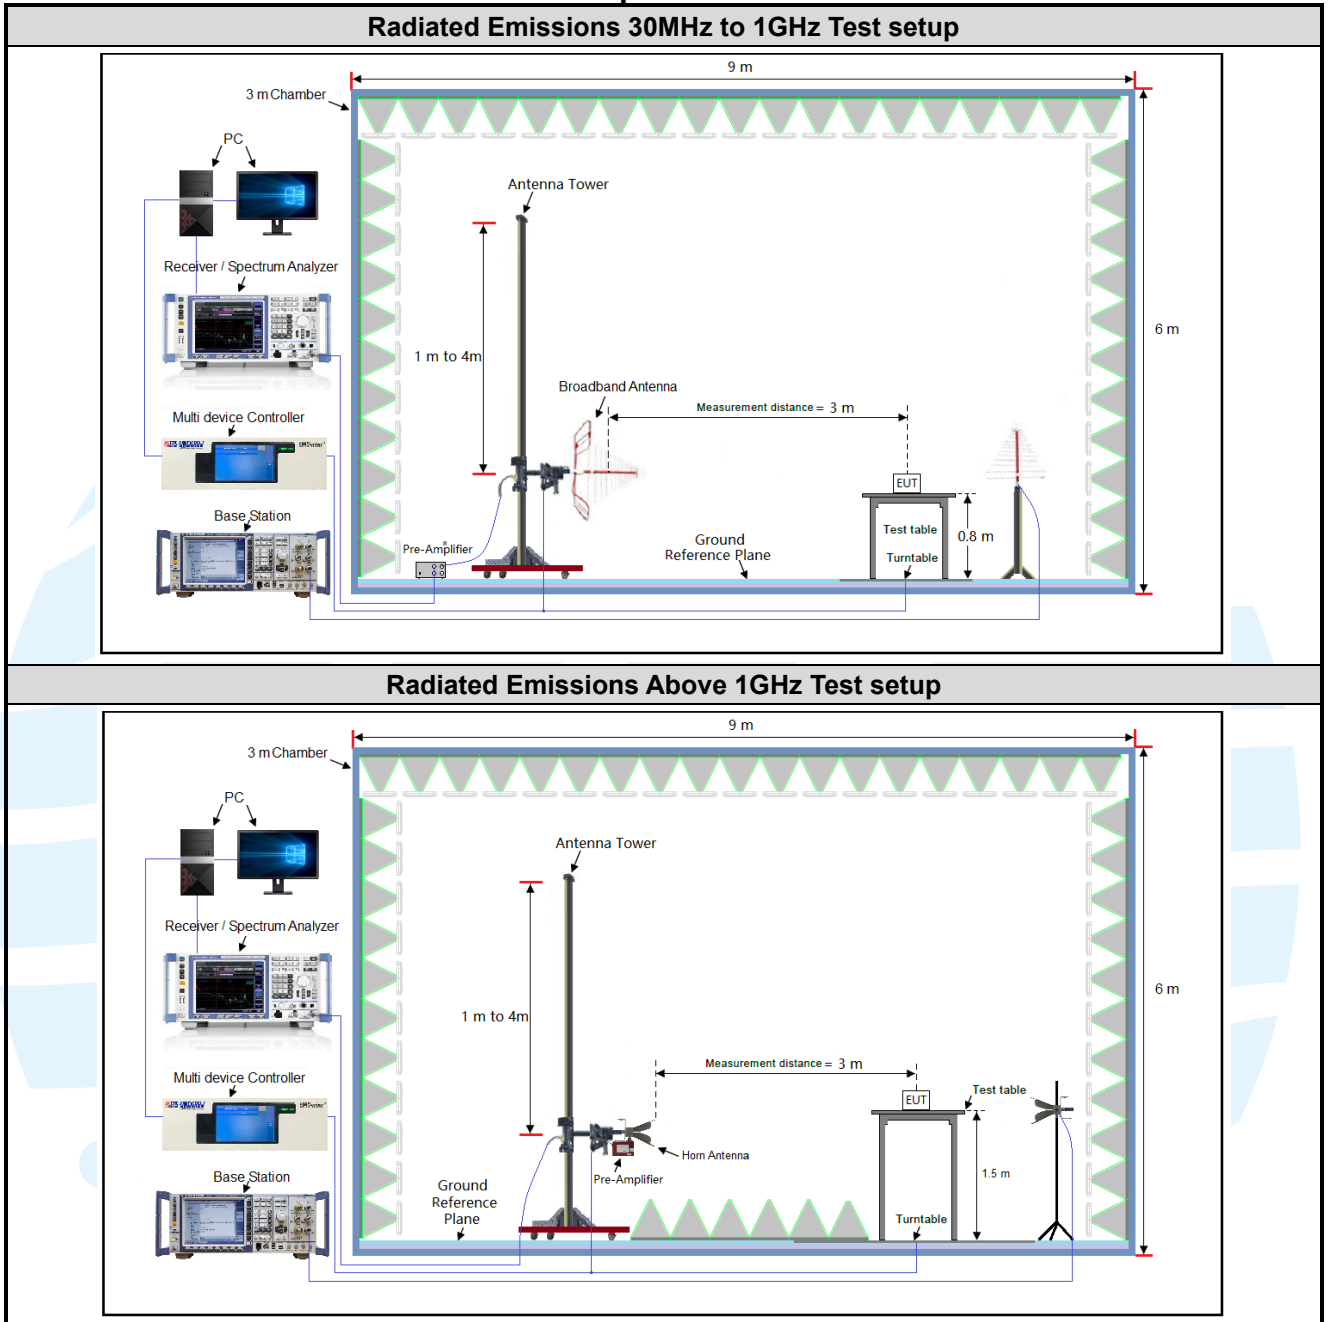 Radiated Emissions 30MHz to 1GHz Test setup
9 m
3 m Chamber
PC
Antenna Tower
Receiver / Spectrum Analyzer
6 m
1 m to 4m
Broadband Antenna
Measurement distance = 3 m
Multi device Controller
EUT
Base Station
Test table
0.8 m
Ground
Reference Plane
Pre-Amplifier
Turntable
Radiated Emissions Above 1GHz Test setup
9 m
3 m Chamber
PC
Antenna Tower
Receiver / Spectrum Analyzer
6 m
1 m to 4m
Measurement distance = 3 m
Multi device Controller
EUT
Test table
Horn Antenna
Pre-Amplifier
1.5 m
Base Station
Ground
Reference
Plane
Turntable